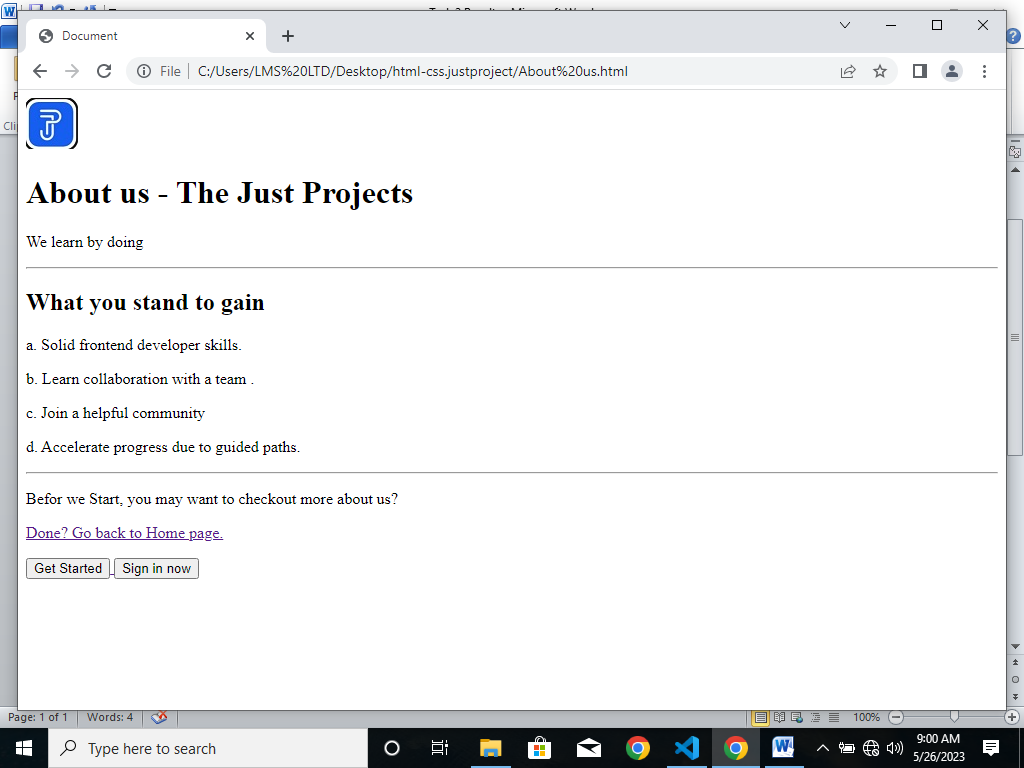 Document
File
C:/Users/LMS%20LTD/Desktop/html-css.justproject/About%20us.html
About us - The Just Projects
We learn by doing
What you stand to gain
a. Solid frontend developer skills.
b. Learn collaboration with a team .
c. Join a helpful community
d. Accelerate progress due to guided paths.
Befor we Start, you may want to checkout more about us?
Done? Go back to Home page.
Get Started Sign in now
Page: 1 of 1 Words: 4 100%
Type here to search
9:00 AM
5/26/2023